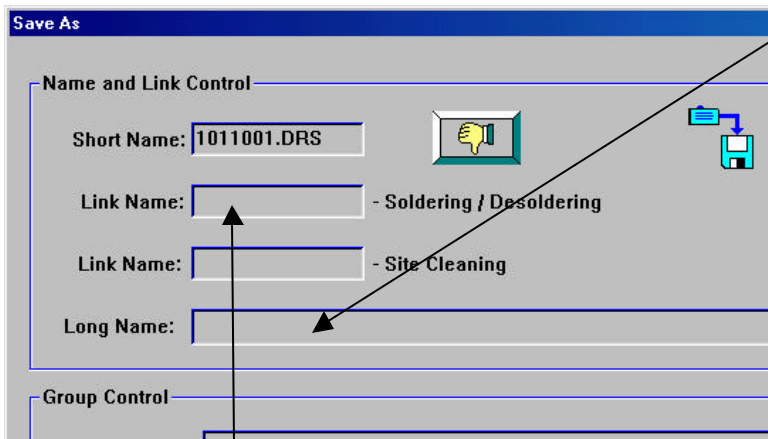 Save As
Name and Link Control
Short Name: 1011001.DRS
Link Name: - Soldering / Desoldering
Link Name: - Site Cleaning
Long Name:
Group Control